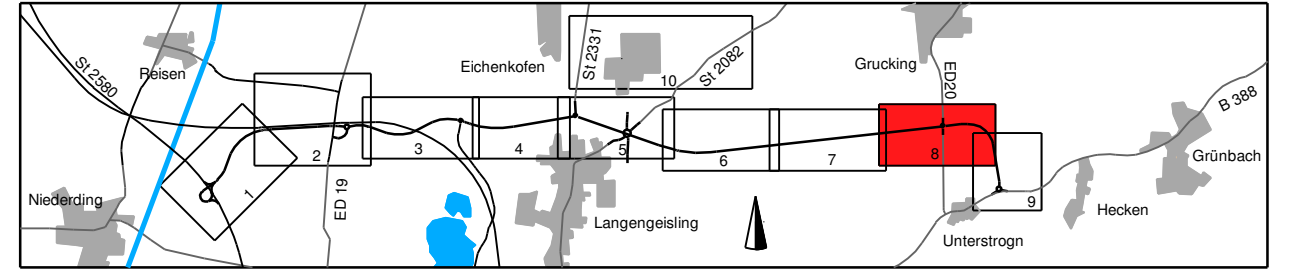 St 2580
Reisen
Eichenkofen
St 2331
10
St 2082
Grucking
ED20
B 388
Grünbach
2
3
4
5
6
7
8
1
9
Niederding
ED 19
Langengeisling
Hecken
Unterstrogn